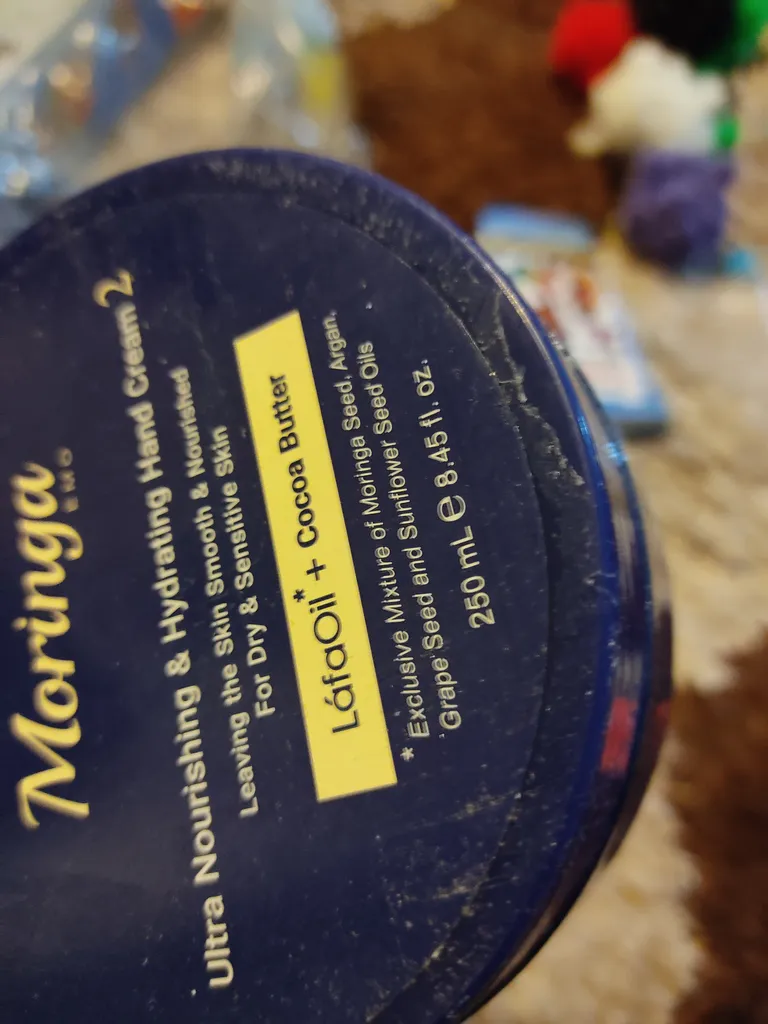 Moringa
EMO
Ultra Nourishing & Hydrating Hand Cream 2
Leaving the Skin Smooth & Nourished
For Dry & Sensitive Skin
LáfaOil* + Cocoa Butter
* Exclusive Mixture of Moringa Seed, Argan,
Grape Seed and Sunflower Seed Oils
250 mL ℮ 8.45 fl. oz.